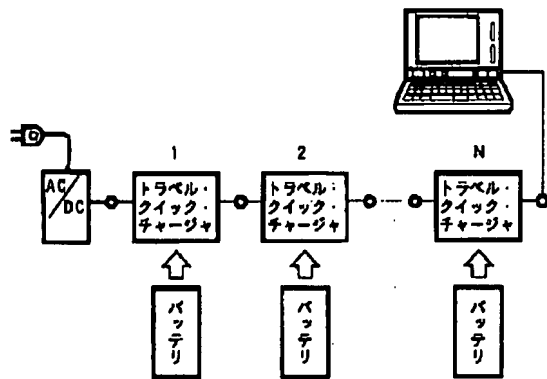 1
2
N
AC/DC
トラベル・
クイック・
チャージャ
トラベル・
クイック・
チャージャ
トラベル・
クイック・
チャージャ
バッテリ
バッテリ
バッテリ